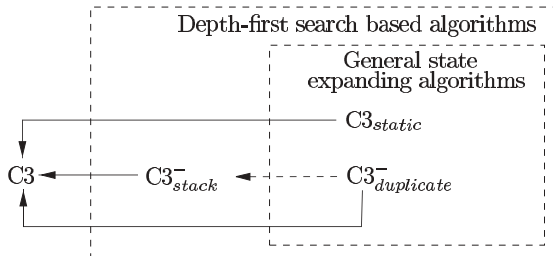 Depth-first search based algorithms
General state
expanding algorithms
C3static
C3 C3⁻stack C3⁻duplicate